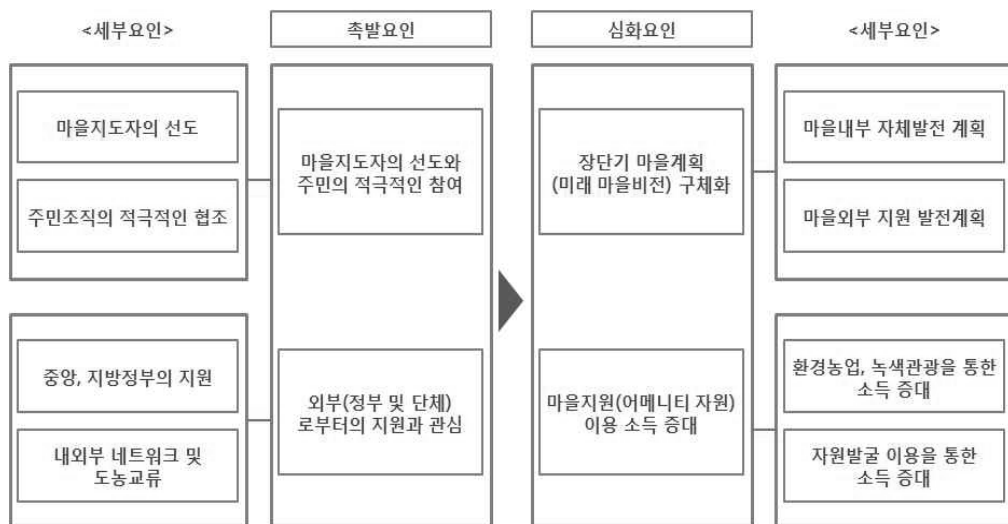 <세부요인>
촉발요인
심화요인
<세부요인>
마을지도자의 선도
주민조직의 적극적인 협조
마을지도자의 선도와
주민의 적극적인 참여
장단기 마을계획
(미래 마을비전) 구체화
마을내부 자체발전 계획
마을외부 지원 발전계획
중앙, 지방정부의 지원
내외부 네트워크 및
도농교류
외부(정부 및 단체)
로부터의 지원과 관심
마을지원(어메니티 자원)
이용 소득 증대
환경농업, 녹색관광을 통한
소득 증대
자원발굴 이용을 통한
소득 증대